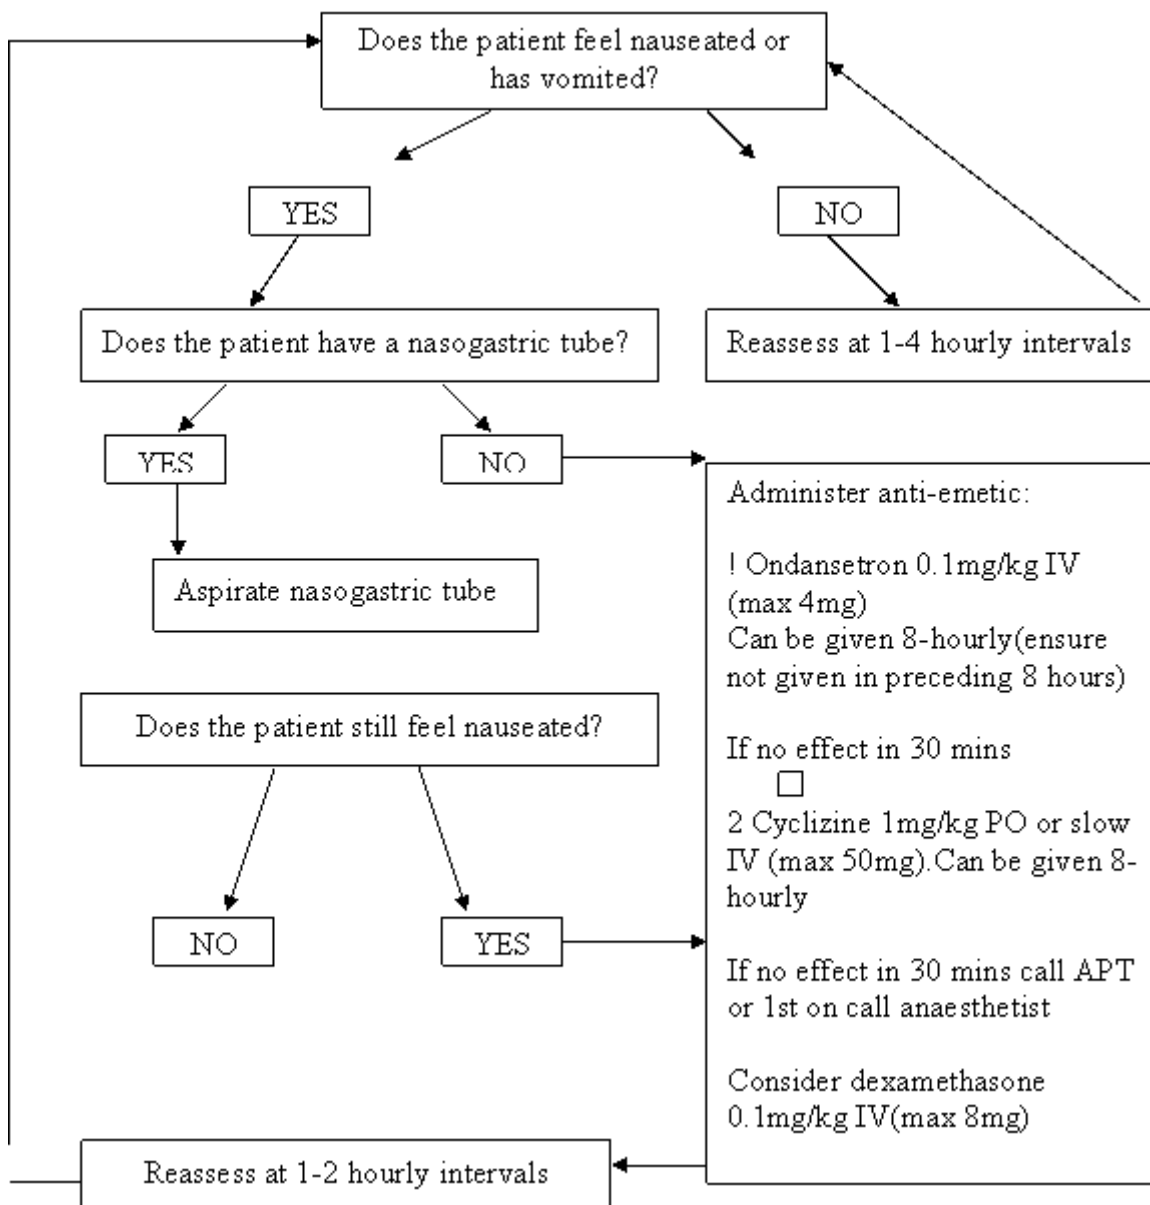 Does the patient feel nauseated or
has vomited?
YES
NO
Does the patient have a nasogastric tube?
Reassess at 1-4 hourly intervals
YES
NO
Aspirate nasogastric tube
Administer anti-emetic:
! Ondansetron 0.1mg/kg IV
(max 4mg)
Can be given 8-hourly(ensure
not given in preceding 8 hours)
If no effect in 30 mins
2 Cyclizine 1mg/kg PO or slow
IV (max 50mg).Can be given 8-
hourly
If no effect in 30 mins call APT
or 1st on call anaesthetist
Consider dexamethasone
0.1mg/kg IV(max 8mg)
Does the patient still feel nauseated?
NO
YES
Reassess at 1-2 hourly intervals